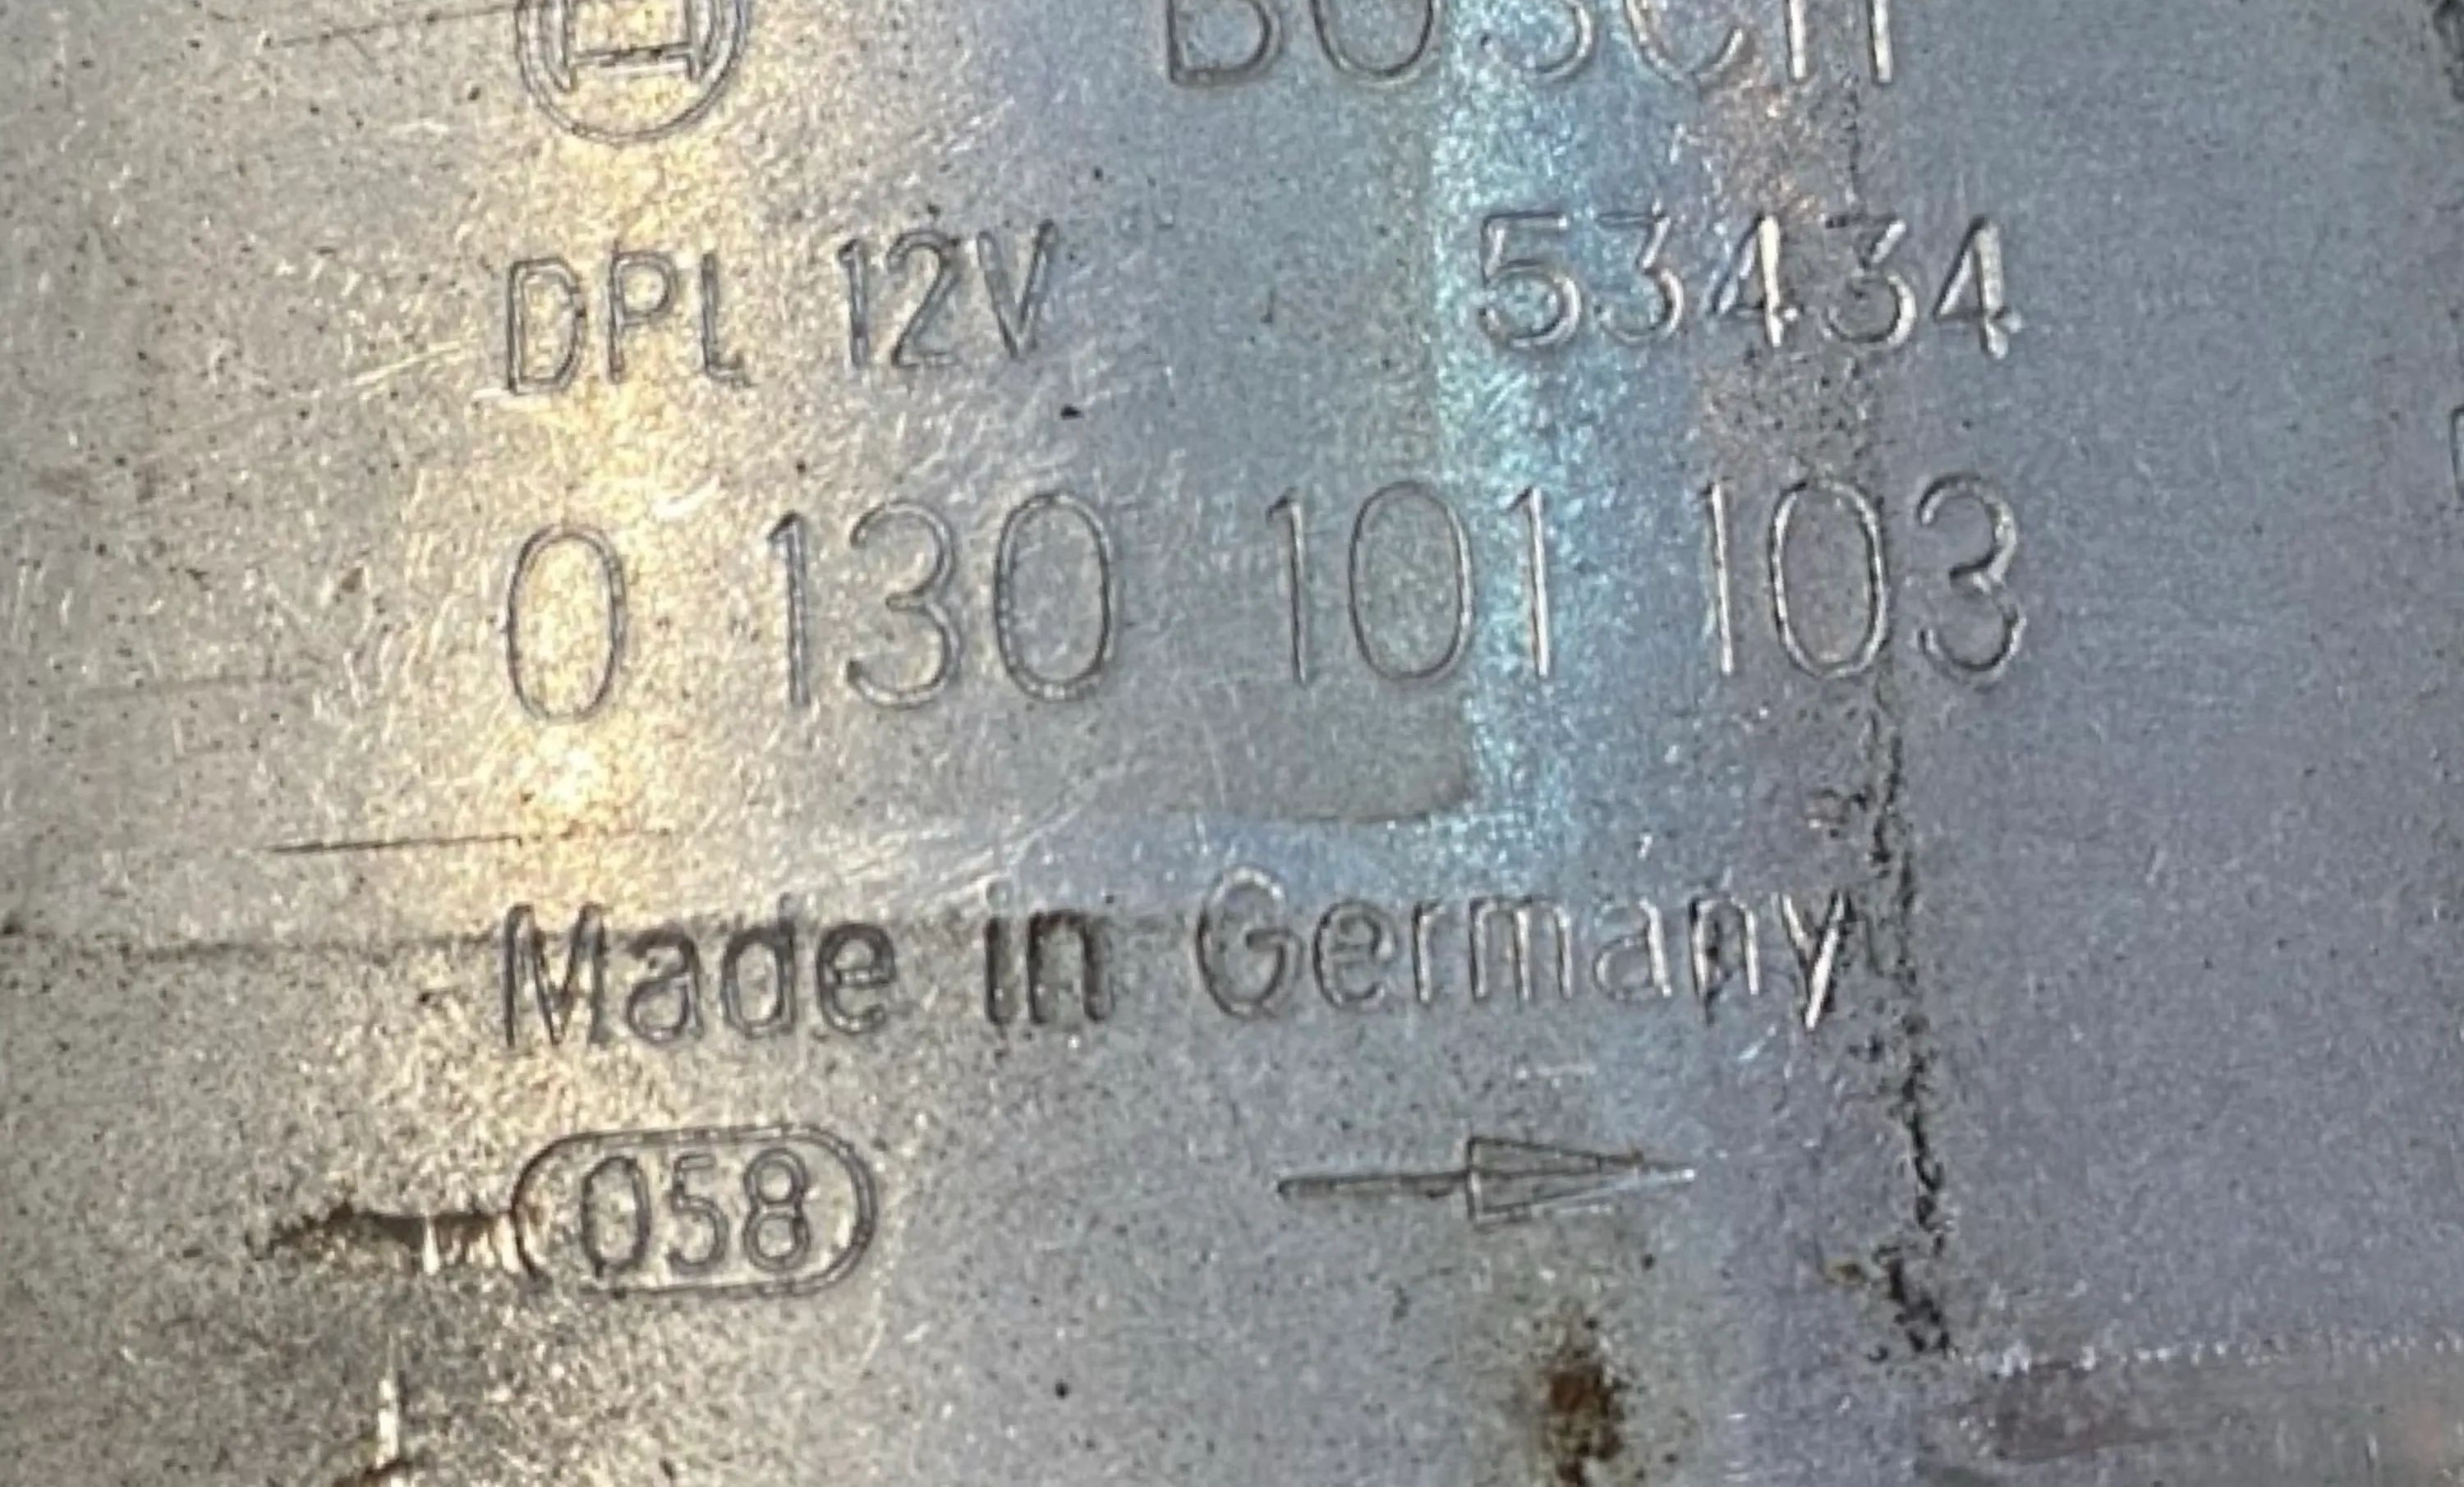 BOSCH
DPL 12V 53434
0 130 101 103
Made in Germany
058